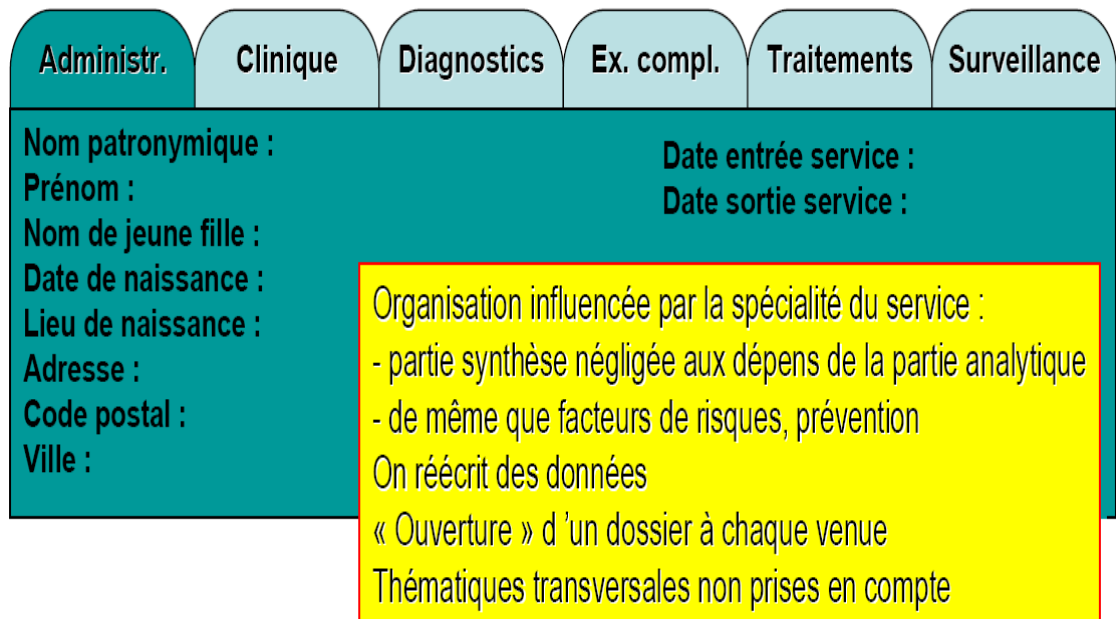 Administr. Clinique Diagnostics Ex. compl. Traitements Surveillance
Nom patronymique :
Prénom :
Nom de jeune fille :
Date de naissance :
Lieu de naissance :
Adresse :
Code postal :
Ville :
Date entrée service :
Date sortie service :
Organisation influencée par la spécialité du service :
- partie synthèse négligée aux dépens de la partie analytique
- de même que facteurs de risques, prévention
On réécrit des données
« Ouverture » d ’un dossier à chaque venue
Thématiques transversales non prises en compte